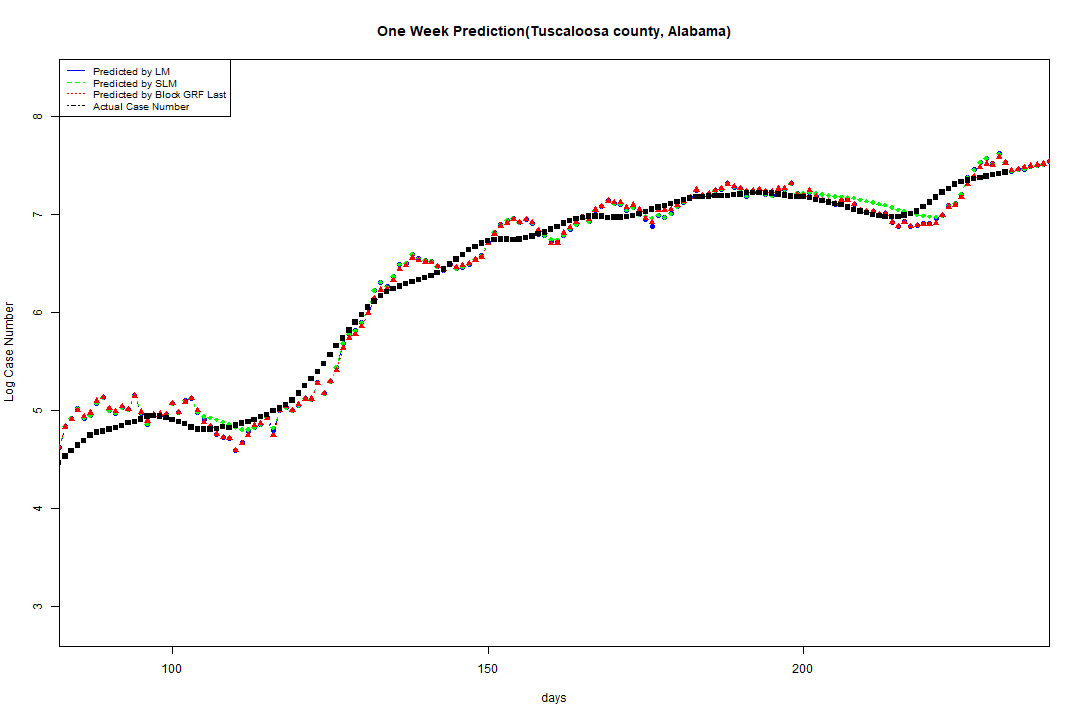 One Week Prediction(Tuscaloosa county, Alabama)
Predicted by LM
Predicted by SLM
Predicted by Block GRF Last
Actual Case Number
8
7
6
5
4
3
Log Case Number
100 150 200
days